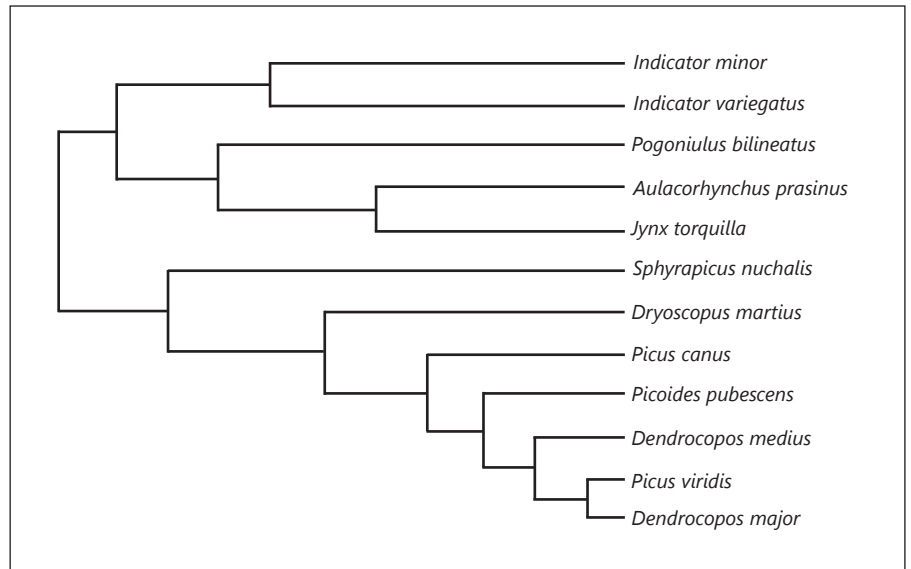 Indicator minor
Indicator variegatus
Pogoniulus bilineatus
Aulacorhynchus prasinus
Jynx torquilla
Sphyrapicus nuchalis
Dryoscopus martius
Picus canus
Picoides pubescens
Dendrocopos medius
Picus viridis
Dendrocopos major